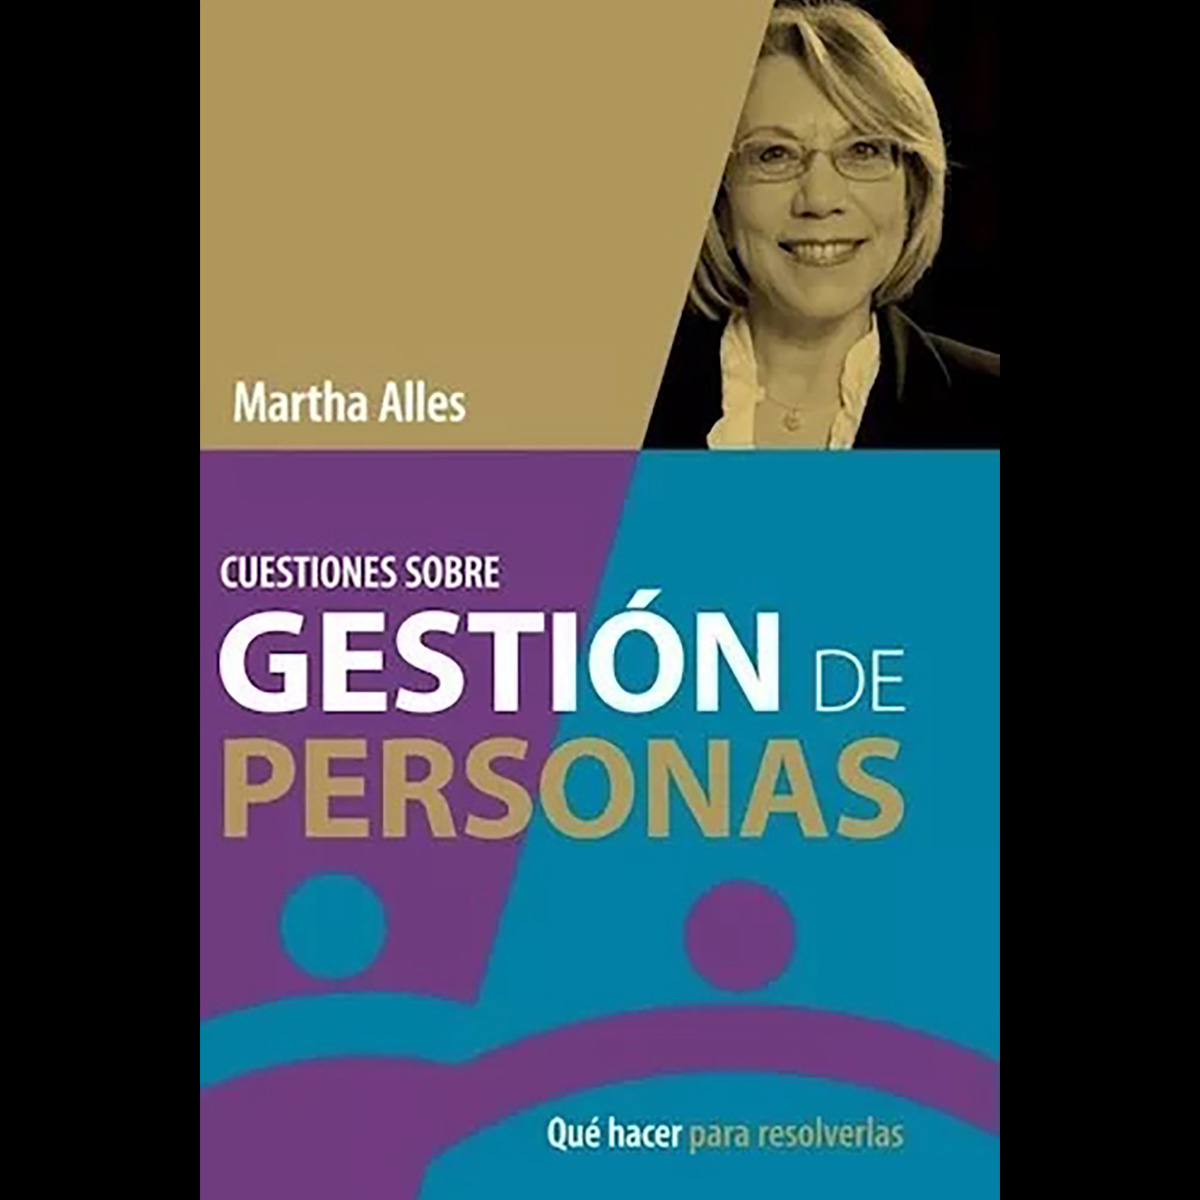 Martha Alles
CUESTIONES SOBRE
GESTIÓN DE
PERSONAS
Qué hacer para resolverlas